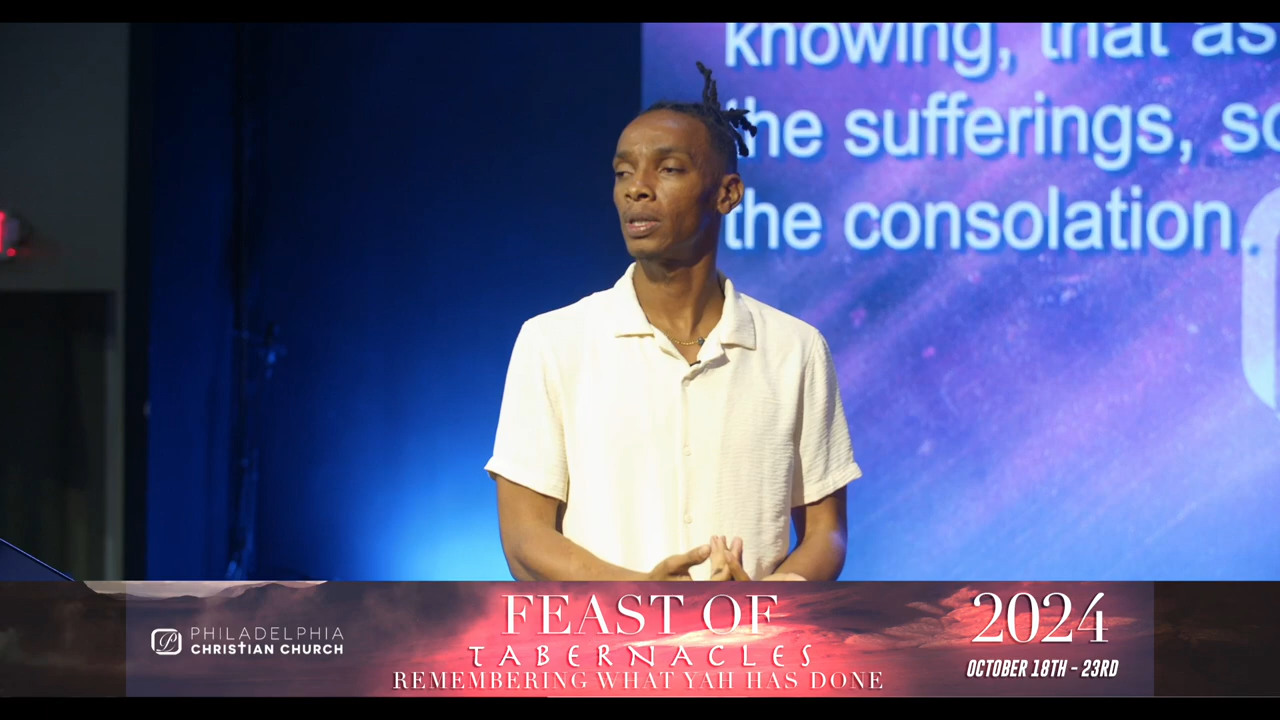 knowing, that as
the sufferings, so
the consolation.
PHILADELPHIA
CHRISTIAN CHURCH
FEAST OF
TABERNACLES
REMEMBERING WHAT YAH HAS DONE
2024
OCTOBER 18TH - 23RD